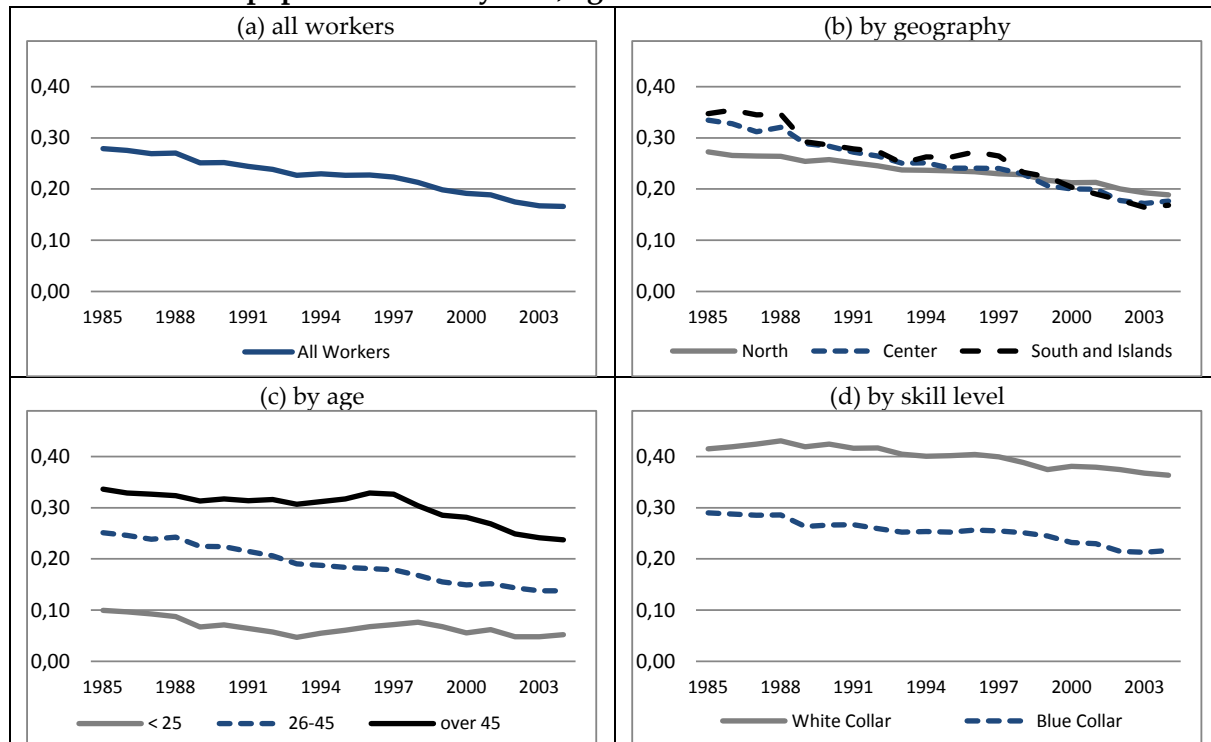 (a) all workers
0,40
0,30
0,20
0,10
0,00
1985 1988 1991 1994 1997 2000 2003
All Workers
(b) by geography
0,40
0,30
0,20
0,10
0,00
1985 1988 1991 1994 1997 2000 2003
North Center South and Islands
(c) by age
0,40
0,30
0,20
0,10
0,00
1985 1988 1991 1994 1997 2000 2003
< 25 26-45 over 45
(d) by skill level
0,40
0,30
0,20
0,10
0,00
1985 1988 1991 1994 1997 2000 2003
White Collar Blue Collar